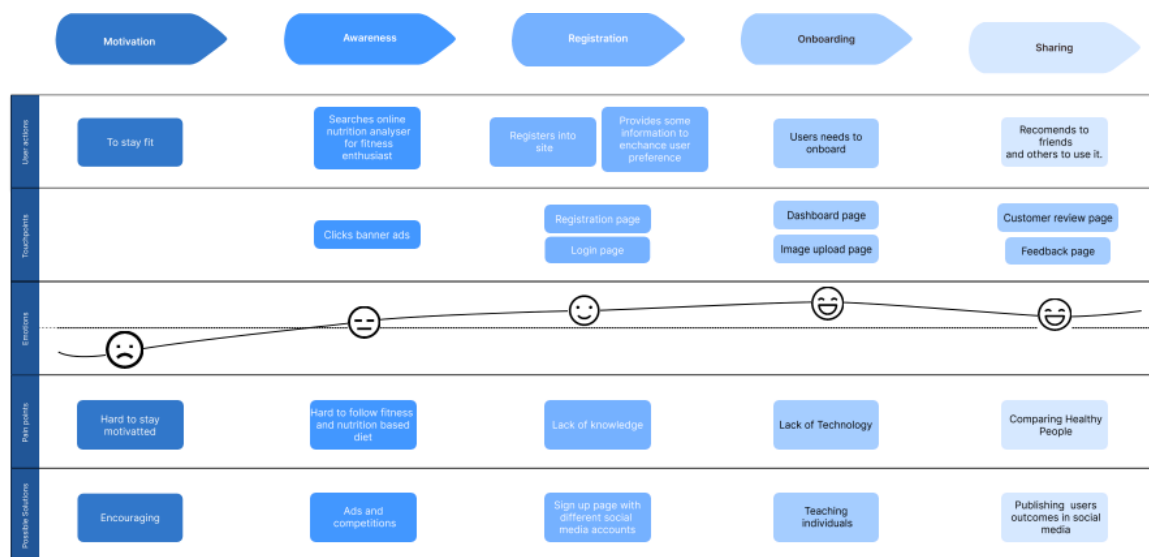 Motivation
Awareness
Registration
Onboarding
Sharing
User actions
To stay fit
Searches online
nutrition analyser
for fitness
enthusiast
Registers into
site
Provides some
information to
enchance user
preference
Users needs to
onboard
Recomends to
friends
and others to use it.
Touchpoints
Clicks banner ads
Registration page
Login page
Dashboard page
Image upload page
Customer review page
Feedback page
Emotions
Pain points
Hard to stay
motivatted
Hard to follow fitness
and nutrition based
diet
Lack of knowledge
Lack of Technology
Comparing Healthy
People
Possible Solutions
Encouraging
Ads and
competitions
Sign up page with
different social
media accounts
Teaching
individuals
Publishing users
outcomes in social
media